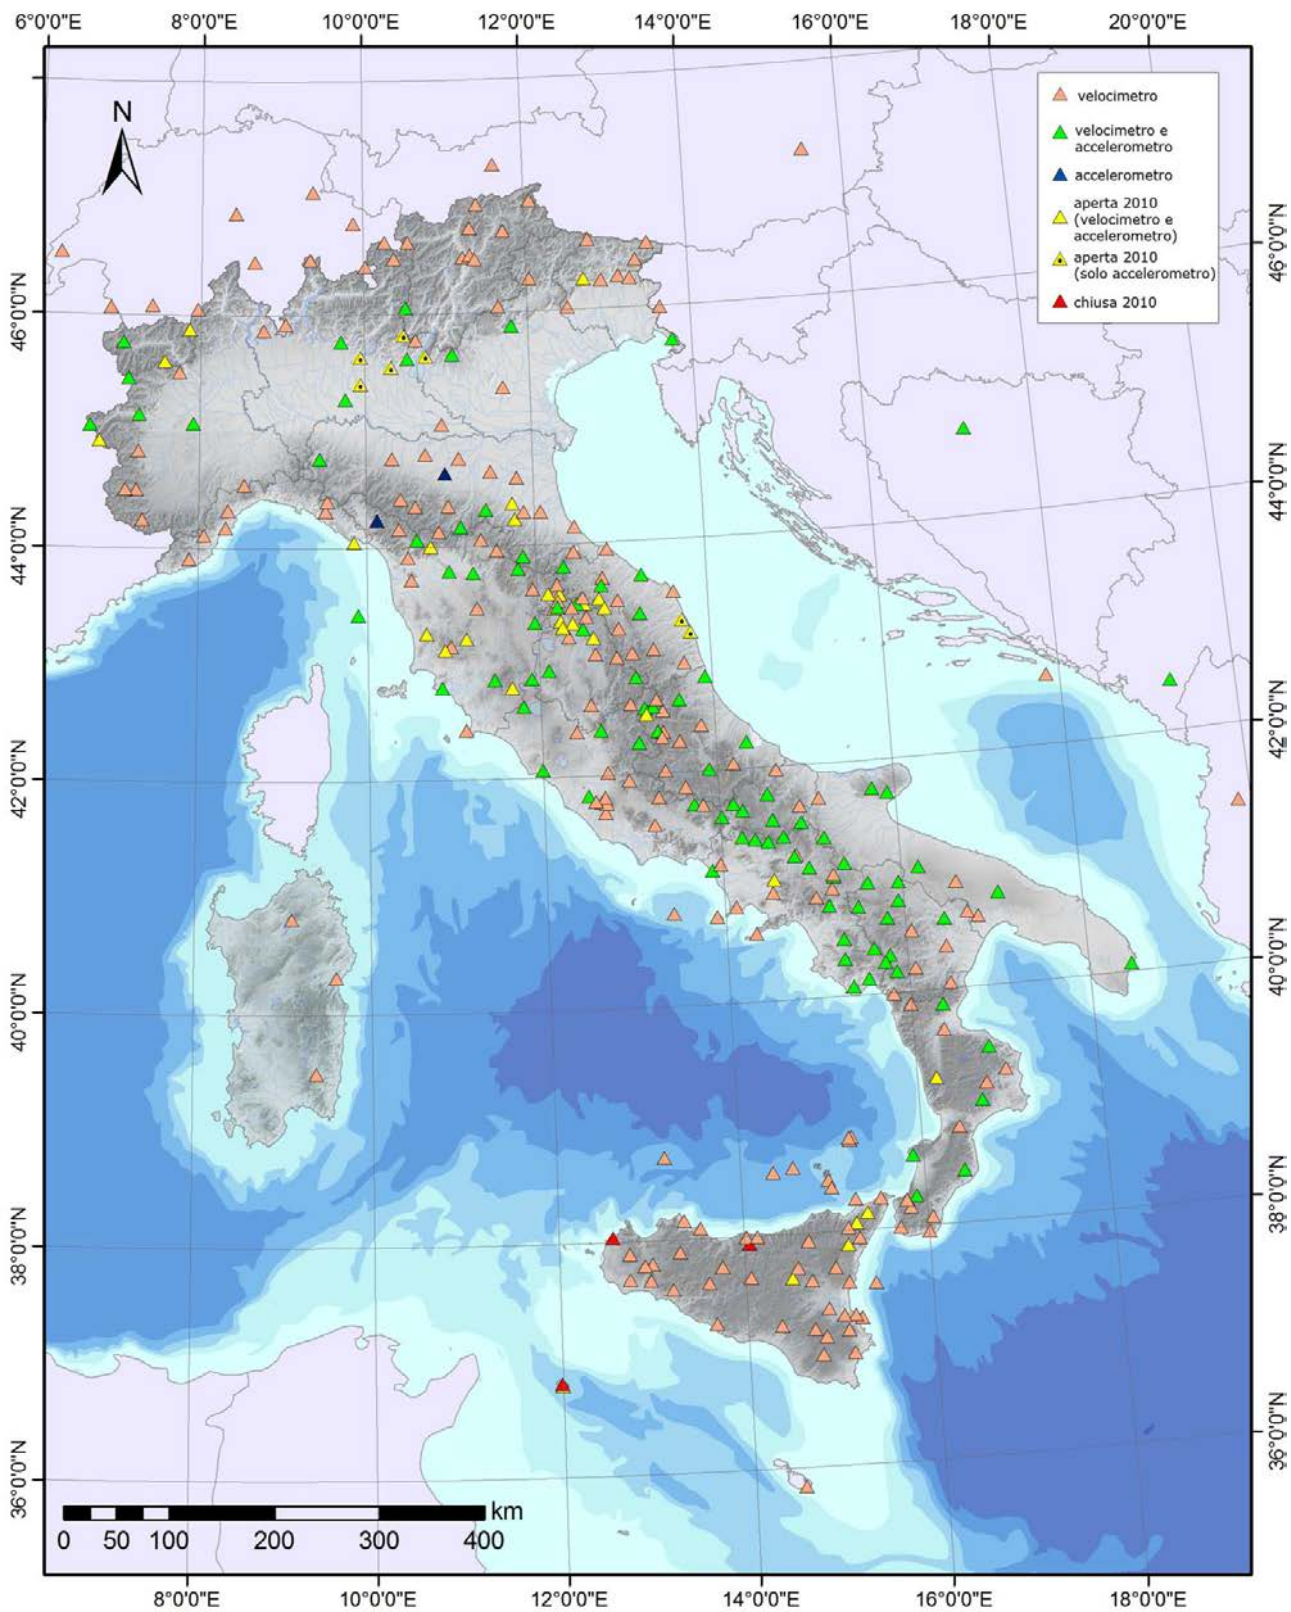 6°0'0"E 8°0'0"E 10°0'0"E 12°0'0"E 14°0'0"E 16°0'0"E 18°0'0"E 20°0'0"E
N
velocimetro
velocimetro e
accelerometro
accelerometro
aperta 2010
(velocimetro e
accelerometro)
aperta 2010
(solo accelerometro)
chiusa 2010
46°0'0"N
44°0'0"N
42°0'0"N
40°0'0"N
38°0'0"N
36°0'0"N
46°0'0"N
44°0'0"N
42°0'0"N
40°0'0"N
38°0'0"N
36°0'0"N
km
0 50 100 200 300 400
8°0'0"E 10°0'0"E 12°0'0"E 14°0'0"E 16°0'0"E 18°0'0"E